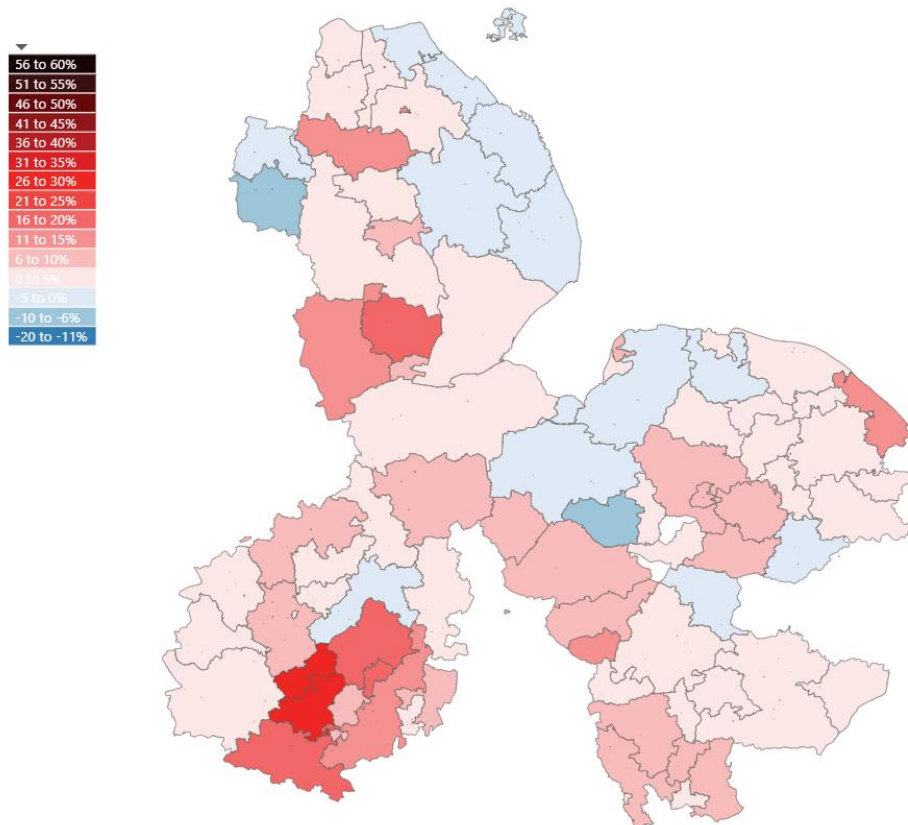 56 to 60%
51 to 55%
46 to 50%
41 to 45%
36 to 40%
31 to 35%
26 to 30%
21 to 25%
16 to 20%
11 to 15%
6 to 10%
0 to 5%
-5 to 0%
-10 to -6%
-20 to -11%